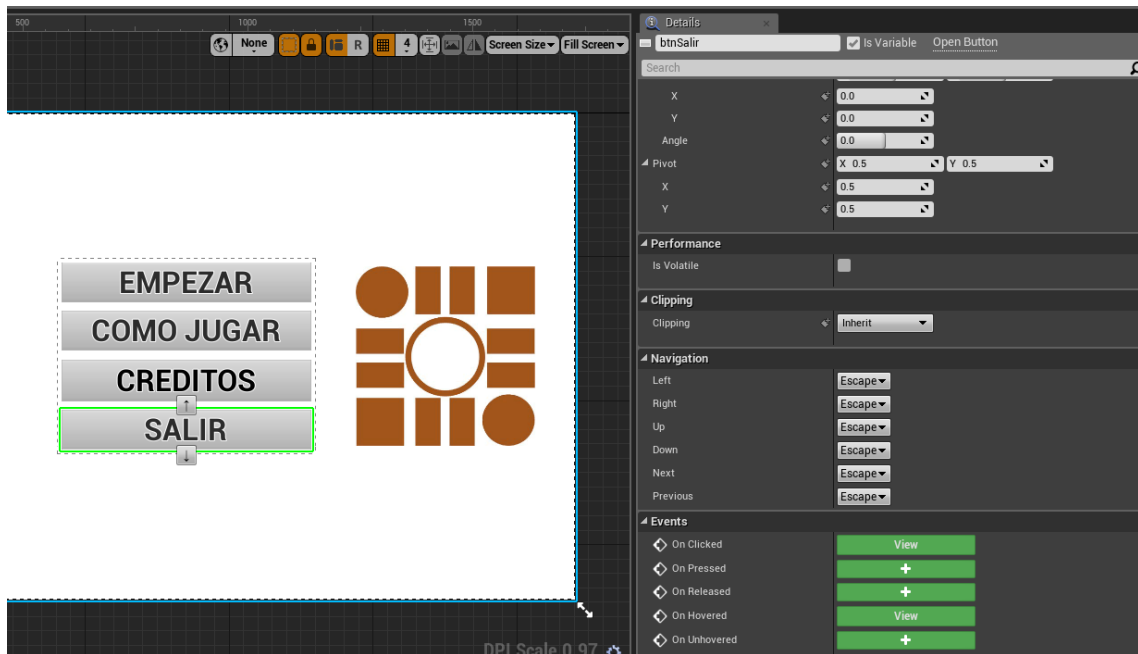 500
1000
1500
None
R
4
Screen Size
Fill Screen
EMPEZAR
COMO JUGAR
CREDITOS
SALIR
DPI Scale 0.97
Details
btnSalir
Is Variable
Open Button
Search
X 0.0
Y 0.0
Angle 0.0
Pivot X 0.5 Y 0.5
X 0.5
Y 0.5
Performance
Is Volatile
Clipping
Clipping Inherit
Navigation
Left Escape
Right Escape
Up Escape
Down Escape
Next Escape
Previous Escape
Events
On Clicked View
On Pressed +
On Released +
On Hovered View
On Unhovered +